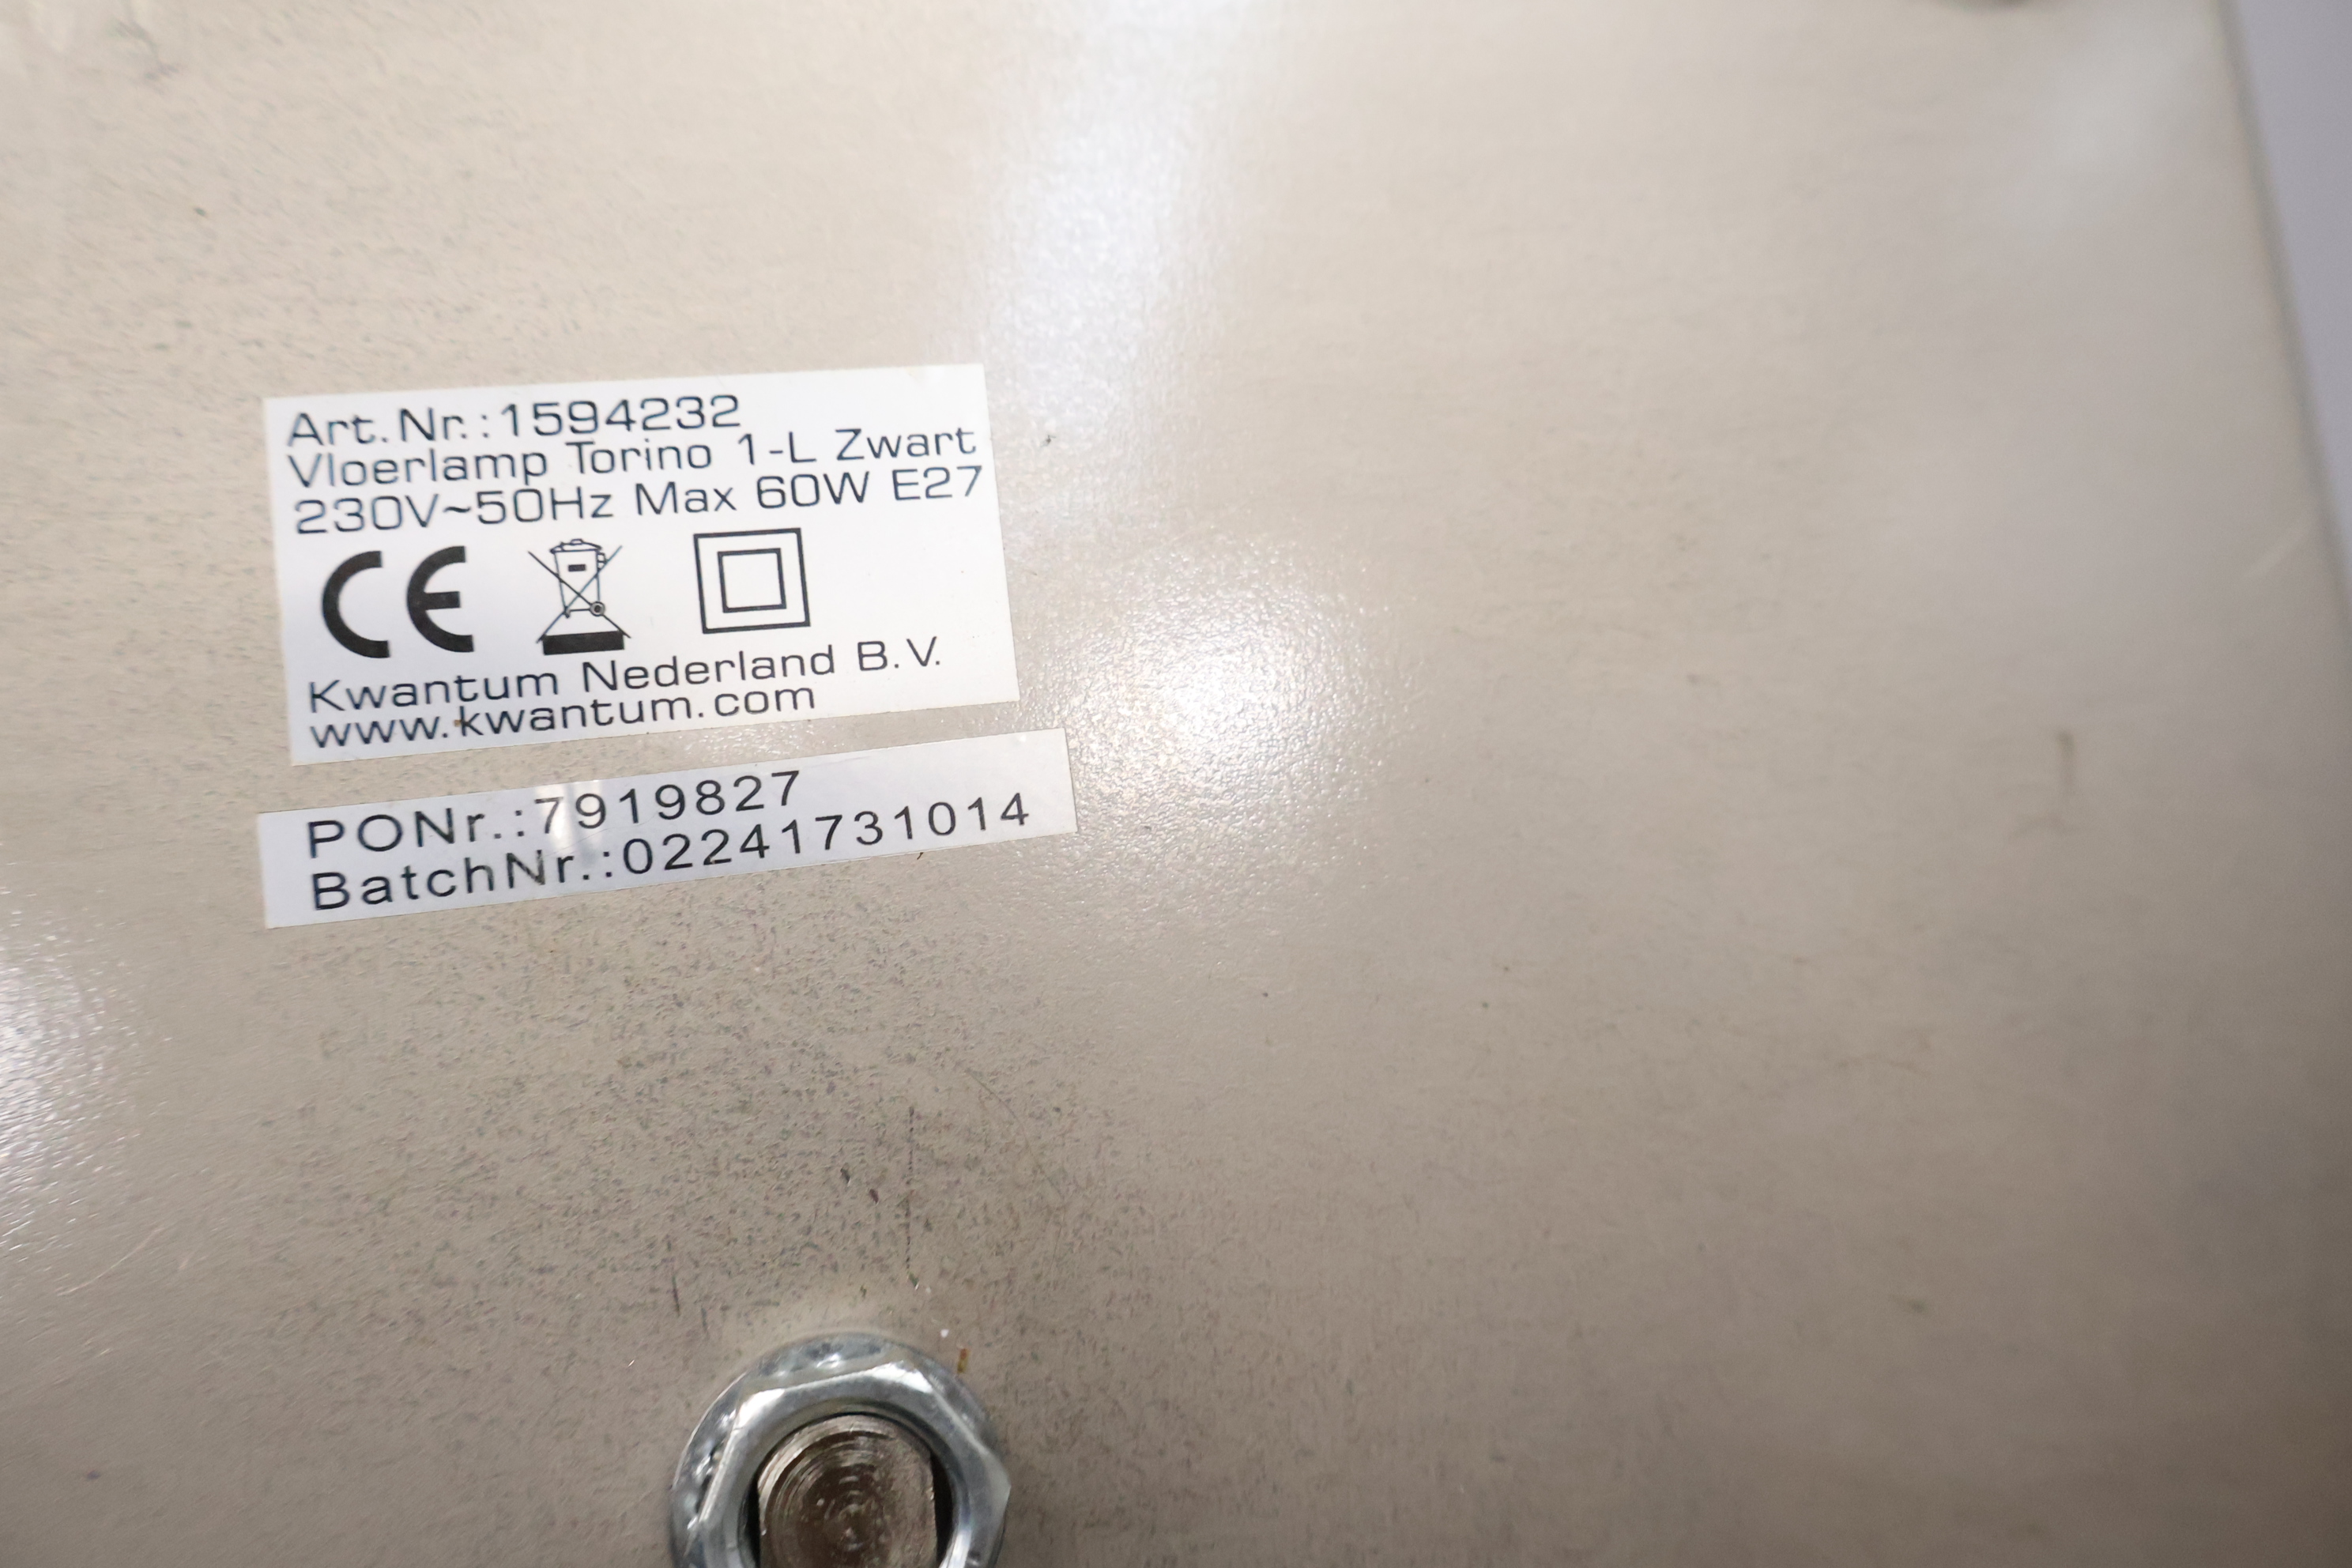 Art.Nr.:1594232
Vloerlamp Torino 1-L Zwart
230V~50Hz Max 60W E27
CE
Kwantum Nederland B.V.
www.kwantum.com
PONr.:7919827
BatchNr.:02241731014